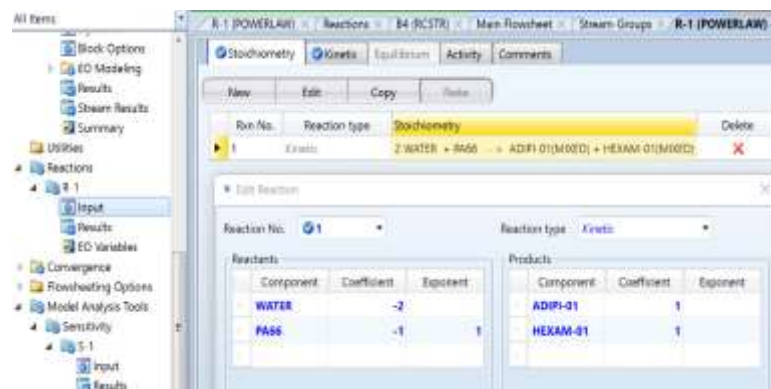 All Items
R-1 (POWERLAW) × Reactions × B4 (RCSTR) × Main Flowsheet × Stream-Groups × R-1 (POWERLAW)
Block Options
EO Modeling
Results
Stream Results
Summary
Utilities
Reactions
R-1
Input
Results
EO Variables
Convergence
Flowsheeting Options
Model Analysis Tools
Sensitivity
S-1
Input
Results
Stoichiometry Kinetic Equilibrium Activity Comments
New Edit Copy Paste
Rxn No. Reaction type Stoichiometry Delete
1 Kinetic 2 WATER + PA66 --> ADIPI-01(MIXED) + HEXAM-01(MIXED)
Edit Reaction
Reaction No. 1 Reaction type Kinetic
Reactants Products
Component Coefficient Exponent Component Coefficient Exponent
WATER -2 ADIPI-01 1
PA66 -1 1 HEXAM-01 1